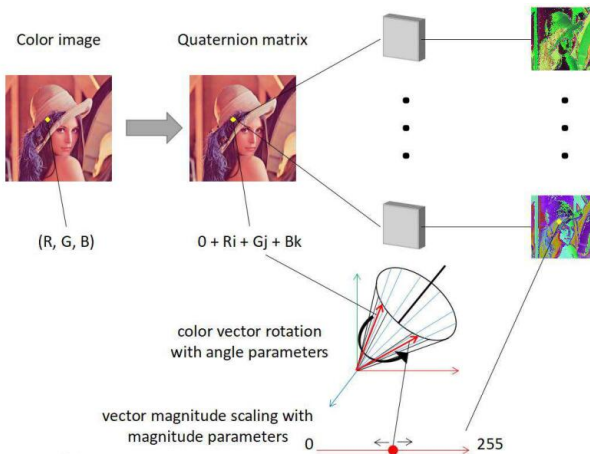 Color image
Quaternion matrix
(R, G, B)
0 + Ri + Gj + Bk
color vector rotation
with angle parameters
vector magnitude scaling with
magnitude parameters
0
255